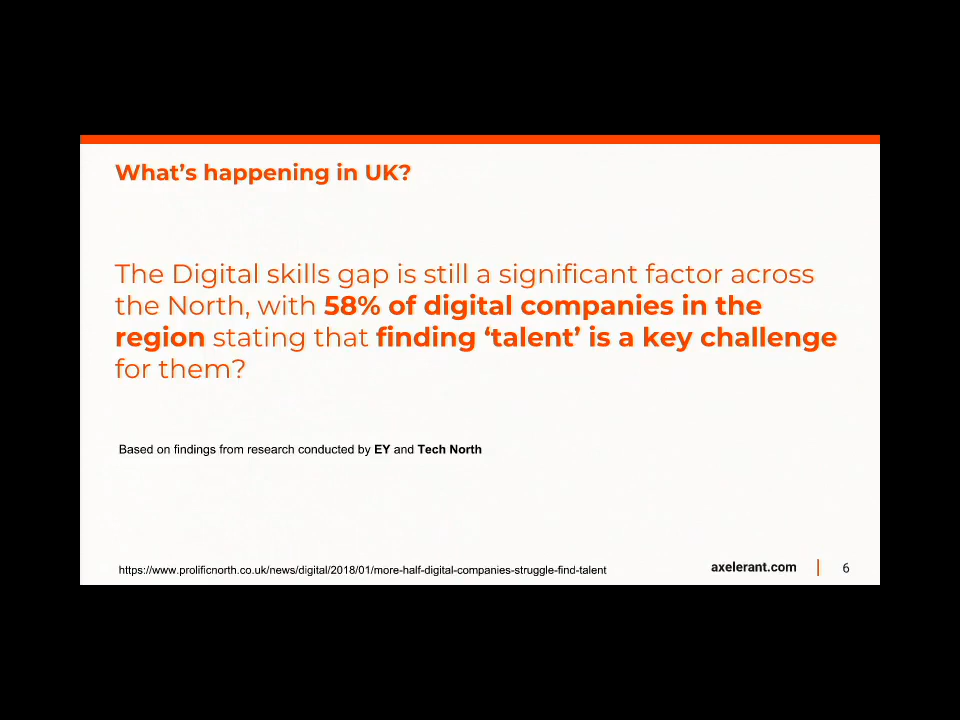 What’s happening in UK?
The Digital skills gap is still a significant factor across
the North, with 58% of digital companies in the
region stating that finding ‘talent’ is a key challenge
for them?
Based on findings from research conducted by EY and Tech North
https://www.prolificnorth.co.uk/news/digital/2018/01/more-half-digital-companies-struggle-find-talent
axelerant.com | 6